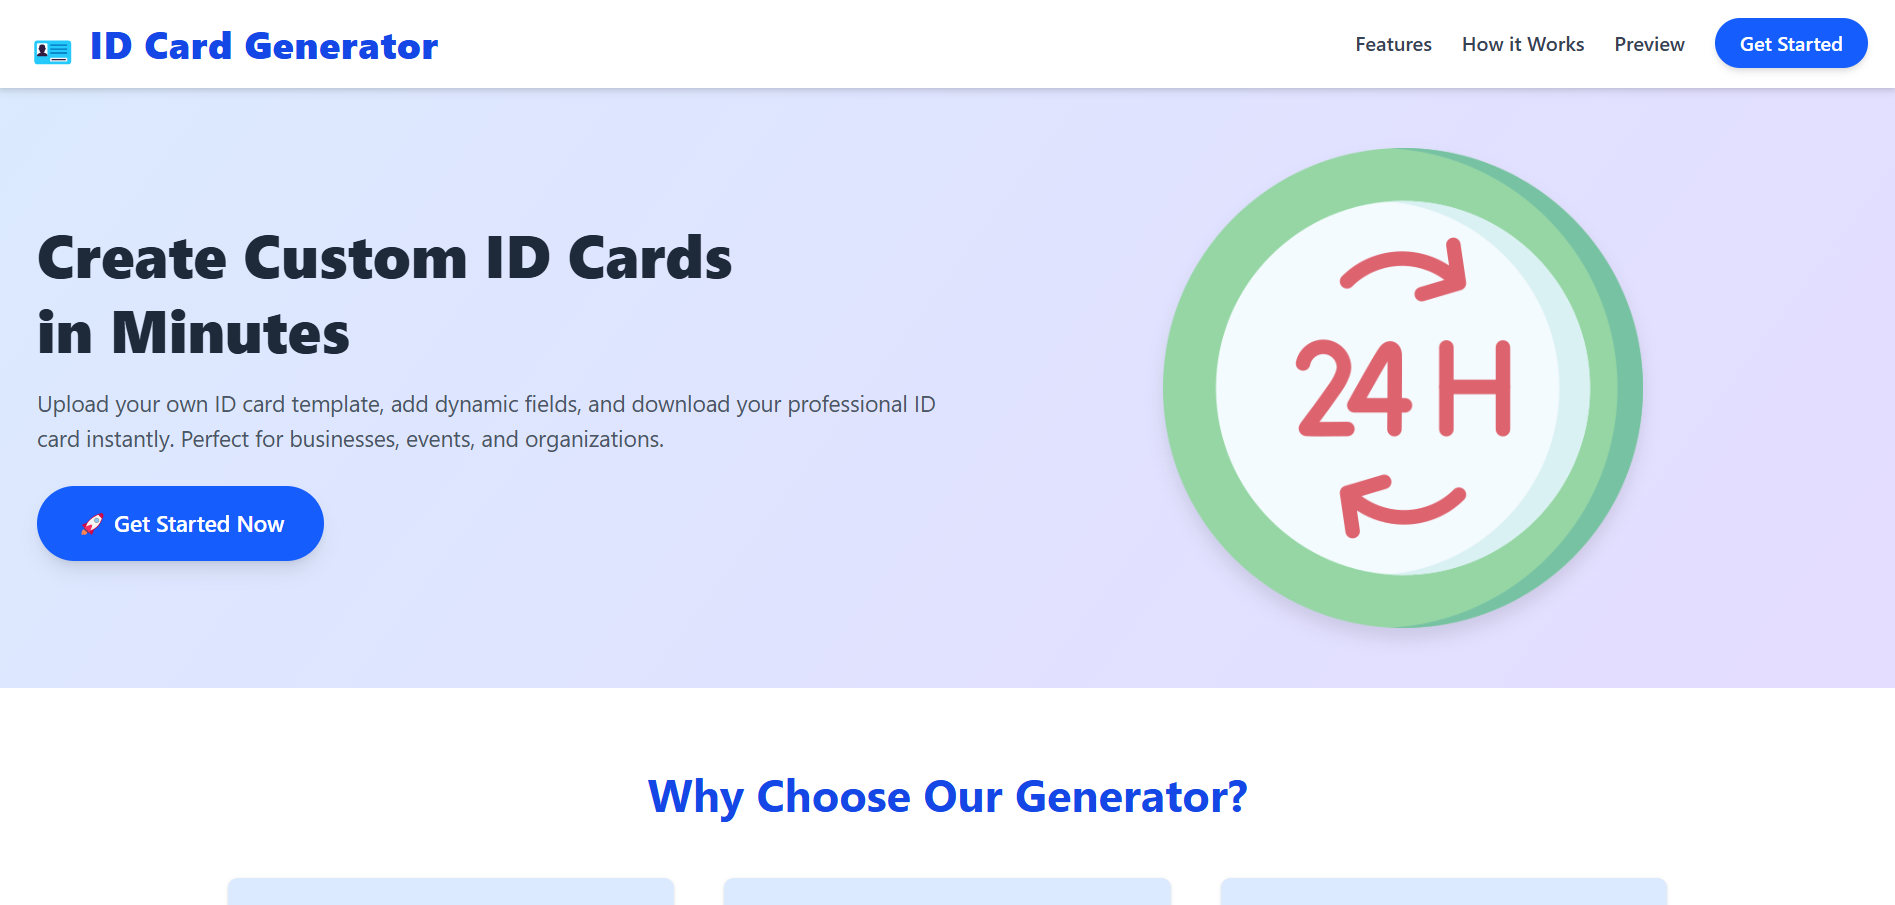 ID Card Generator
Features
How it Works
Preview
Get Started
Create Custom ID Cards
in Minutes
Upload your own ID card template, add dynamic fields, and download your professional ID
card instantly. Perfect for businesses, events, and organizations.
Get Started Now
24 H
Why Choose Our Generator?